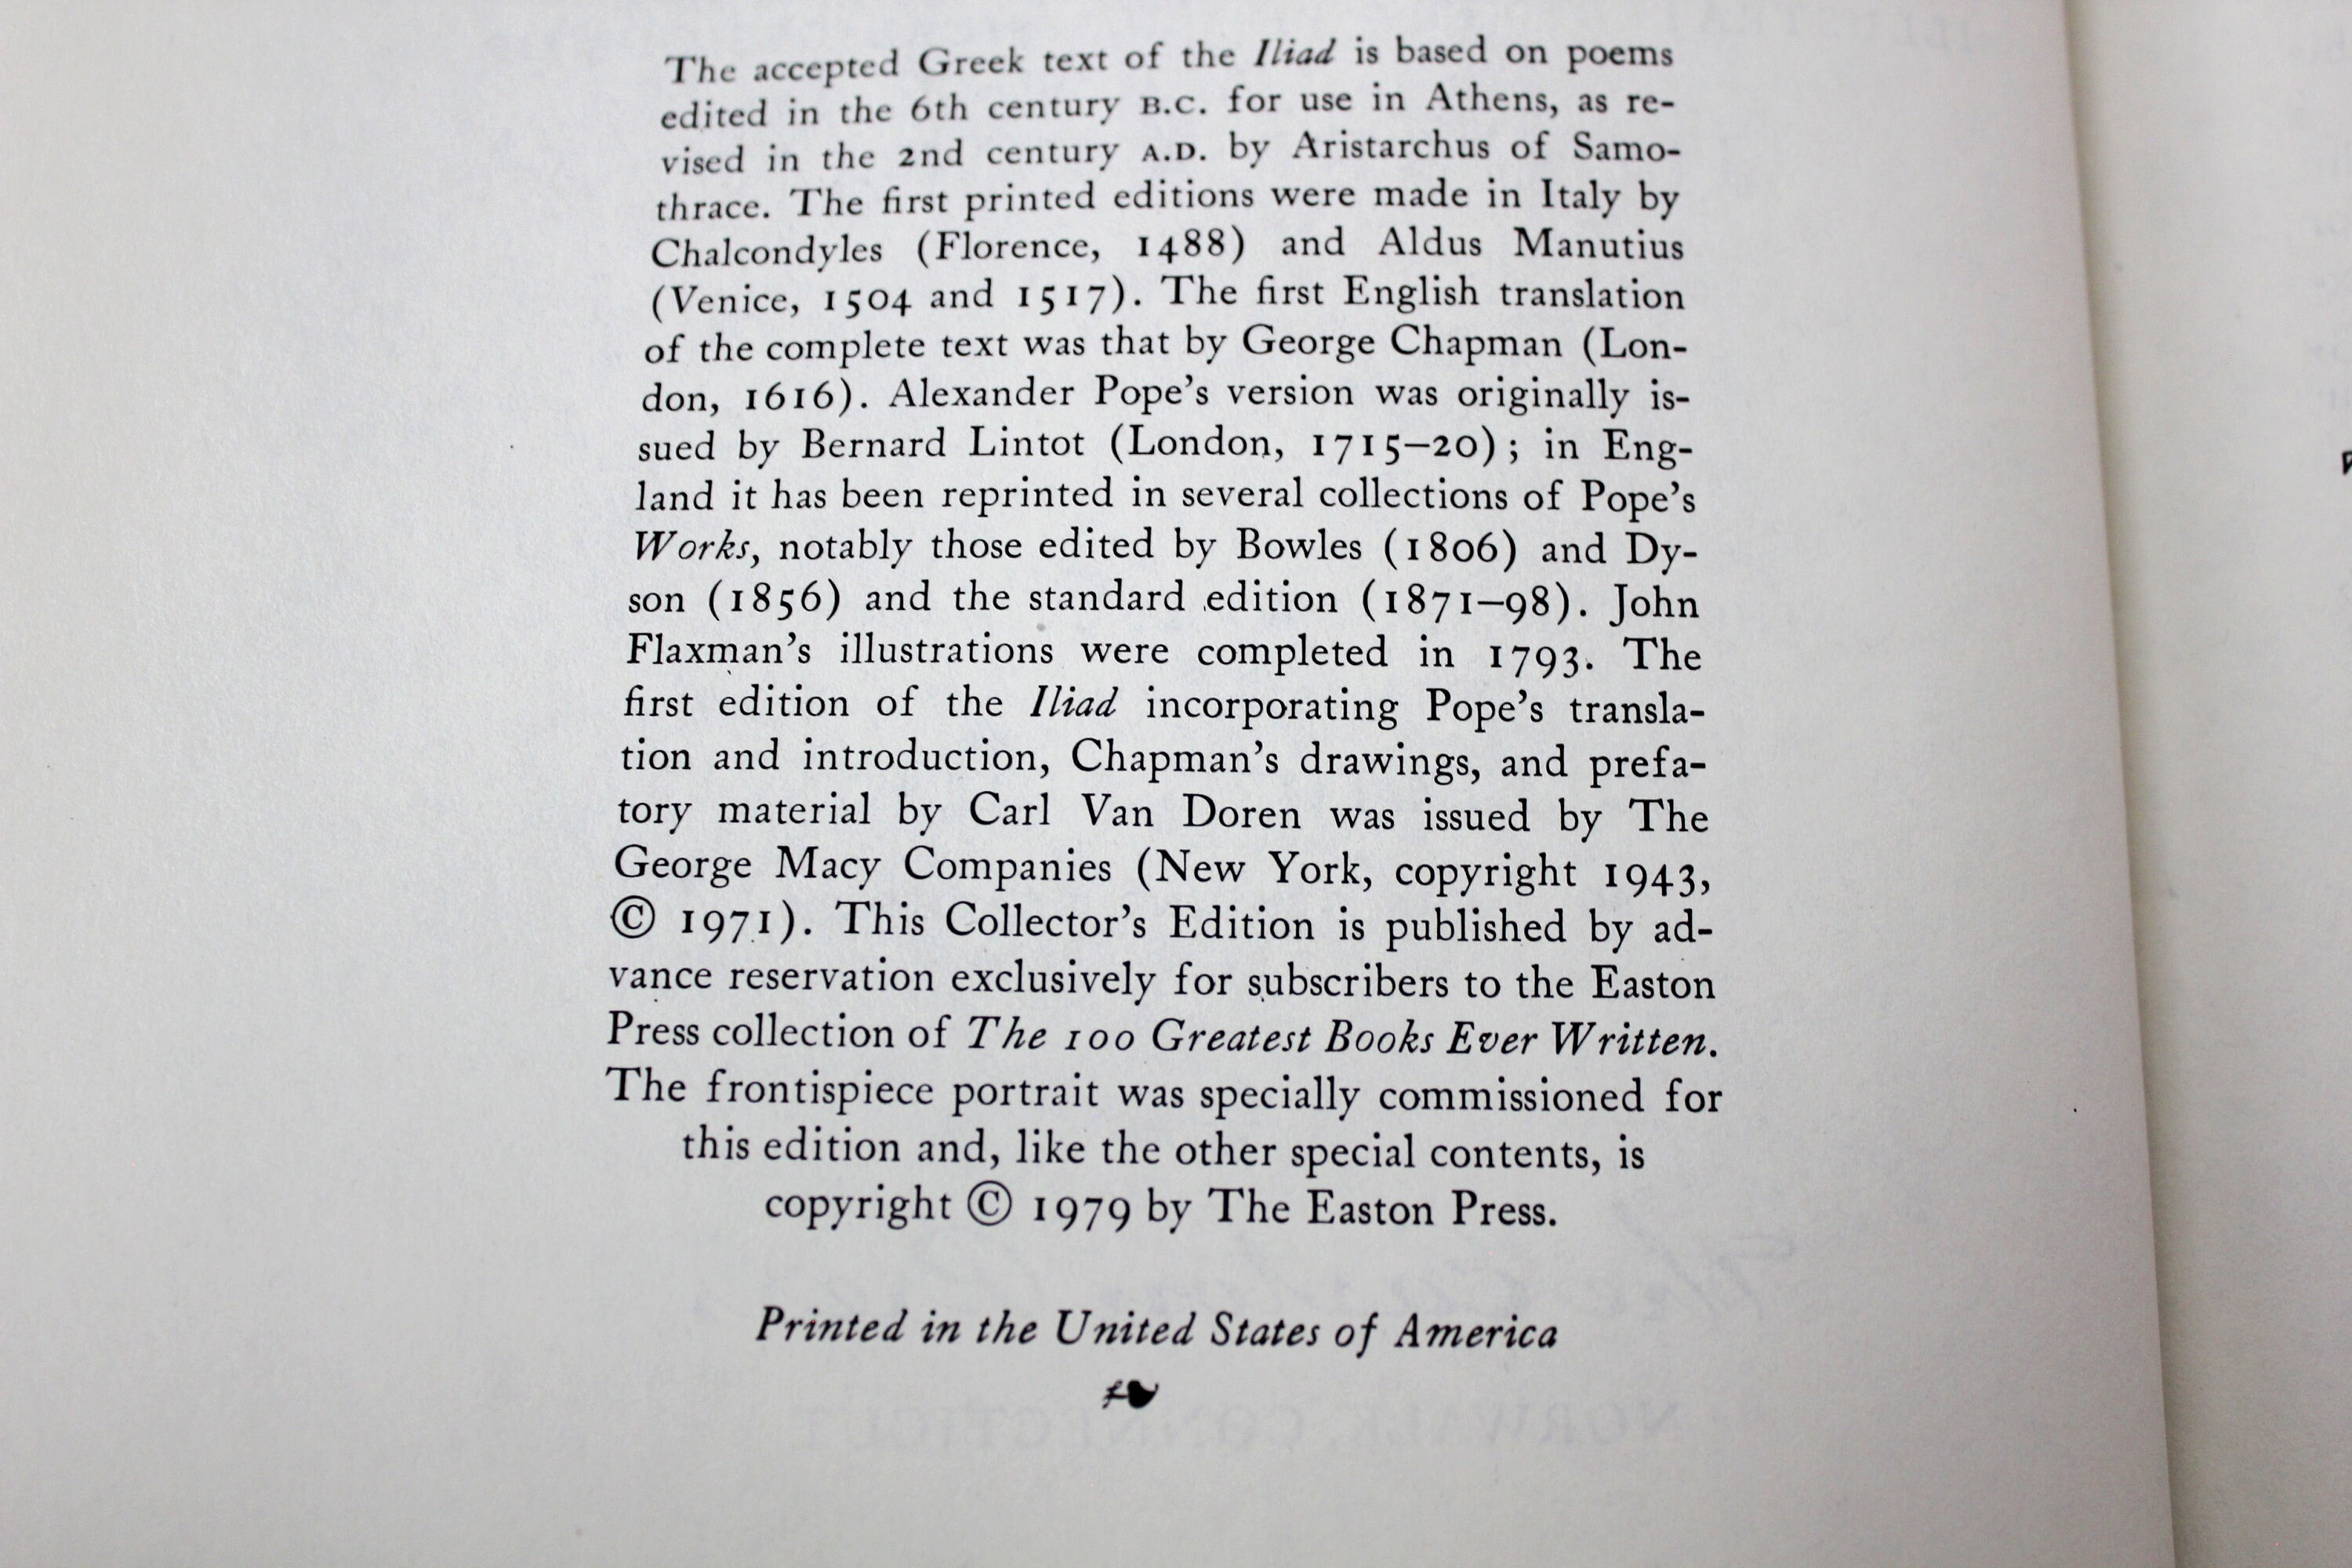 The accepted Greek text of the Iliad is based on poems
edited in the 6th century B.C. for use in Athens, as re-
vised in the 2nd century A.D. by Aristarchus of Samo-
thrace. The first printed editions were made in Italy by
Chalcondyles (Florence, 1488) and Aldus Manutius
(Venice, 1504 and 1517). The first English translation
of the complete text was that by George Chapman (Lon-
don, 1616). Alexander Pope's version was originally is-
sued by Bernard Lintot (London, 1715–20); in Eng-
land it has been reprinted in several collections of Pope's
Works, notably those edited by Bowles (1806) and Dy-
son (1856) and the standard edition (1871–98). John
Flaxman's illustrations were completed in 1793. The
first edition of the Iliad incorporating Pope's transla-
tion and introduction, Chapman's drawings, and prefa-
tory material by Carl Van Doren was issued by The
George Macy Companies (New York, copyright 1943,
© 1971). This Collector's Edition is published by ad-
vance reservation exclusively for subscribers to the Easton
Press collection of The 100 Greatest Books Ever Written.
The frontispiece portrait was specially commissioned for
this edition and, like the other special contents, is
copyright © 1979 by The Easton Press.
Printed in the United States of America
NORWALK, CONNECTICUT